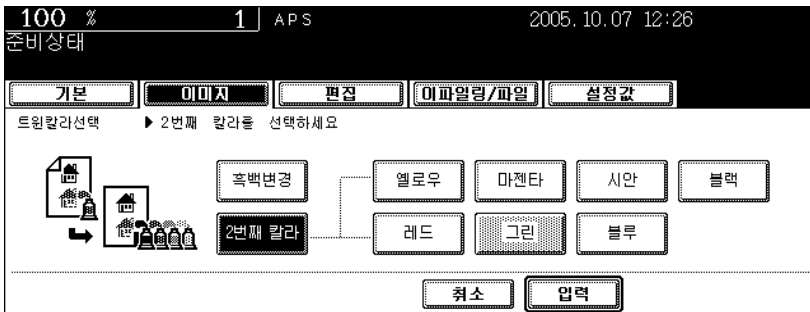 100 % 1 APS 2005.10.07 12:26
준비상태
기본 이미지 편집 이파일링/파일 설정값
트윈칼라선택 ▶ 2번째 칼라을 선택하세요
흑백변경 옐로우 마젠타 시안 블랙
2번째 칼라 레드 그린 블루
취소 입력